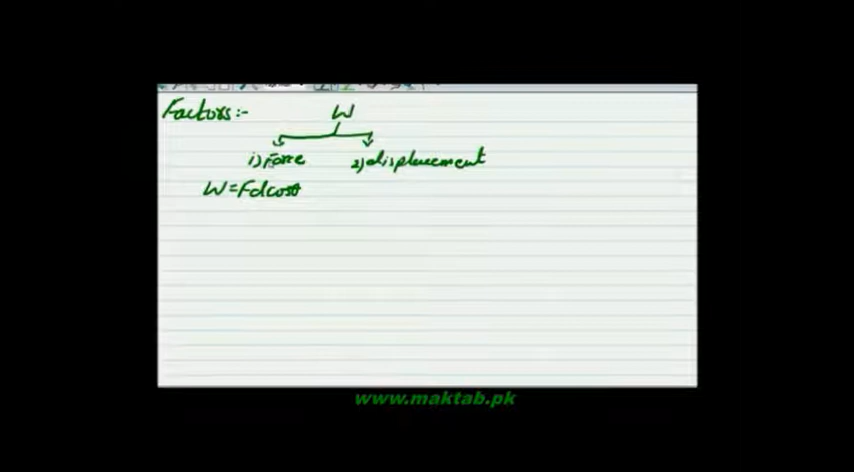 Factors:- W
1) Force 2) displacement
W=Fdcosθ
www.maktab.pk